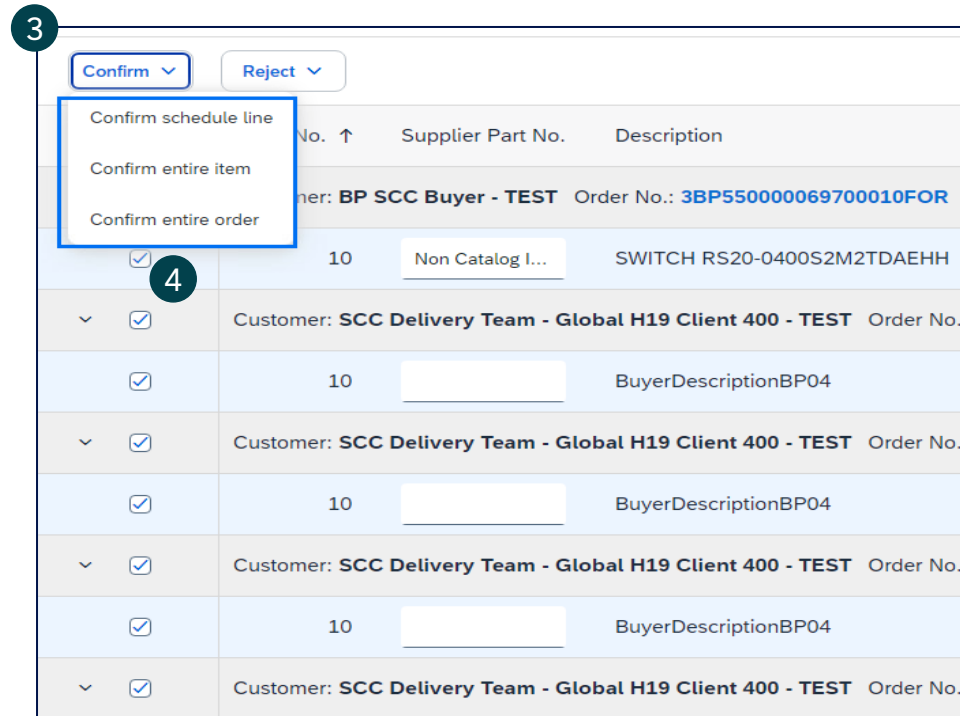 3
Confirm Reject
Confirm schedule line
No. ↑ Supplier Part No. Description
Confirm entire item
BP SCC Buyer - TEST Order No.: 3BP550000069700010FOR
Confirm entire order
10 Non Catalog I... SWITCH RS20-0400S2M2TDAEHH
4
Customer: SCC Delivery Team - Global H19 Client 400 - TEST Order No.
10 BuyerDescriptionBP04
Customer: SCC Delivery Team - Global H19 Client 400 - TEST Order No.
10 BuyerDescriptionBP04
Customer: SCC Delivery Team - Global H19 Client 400 - TEST Order No.
10 BuyerDescriptionBP04
Customer: SCC Delivery Team - Global H19 Client 400 - TEST Order No.